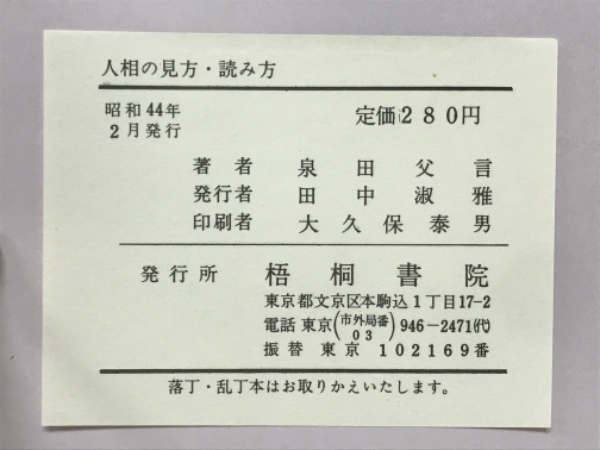 人相の見方・読み方
昭和44年
2月発行
定価280円
著者 泉田父言
発行者 田中淑雅
印刷者 大久保泰男
発行所 梧桐書院
東京都文京区本駒込1丁目17-2
電話 東京(市外局番03)946-2471(代)
振替 東京 102169番
落丁・乱丁本はお取りかえいたします。